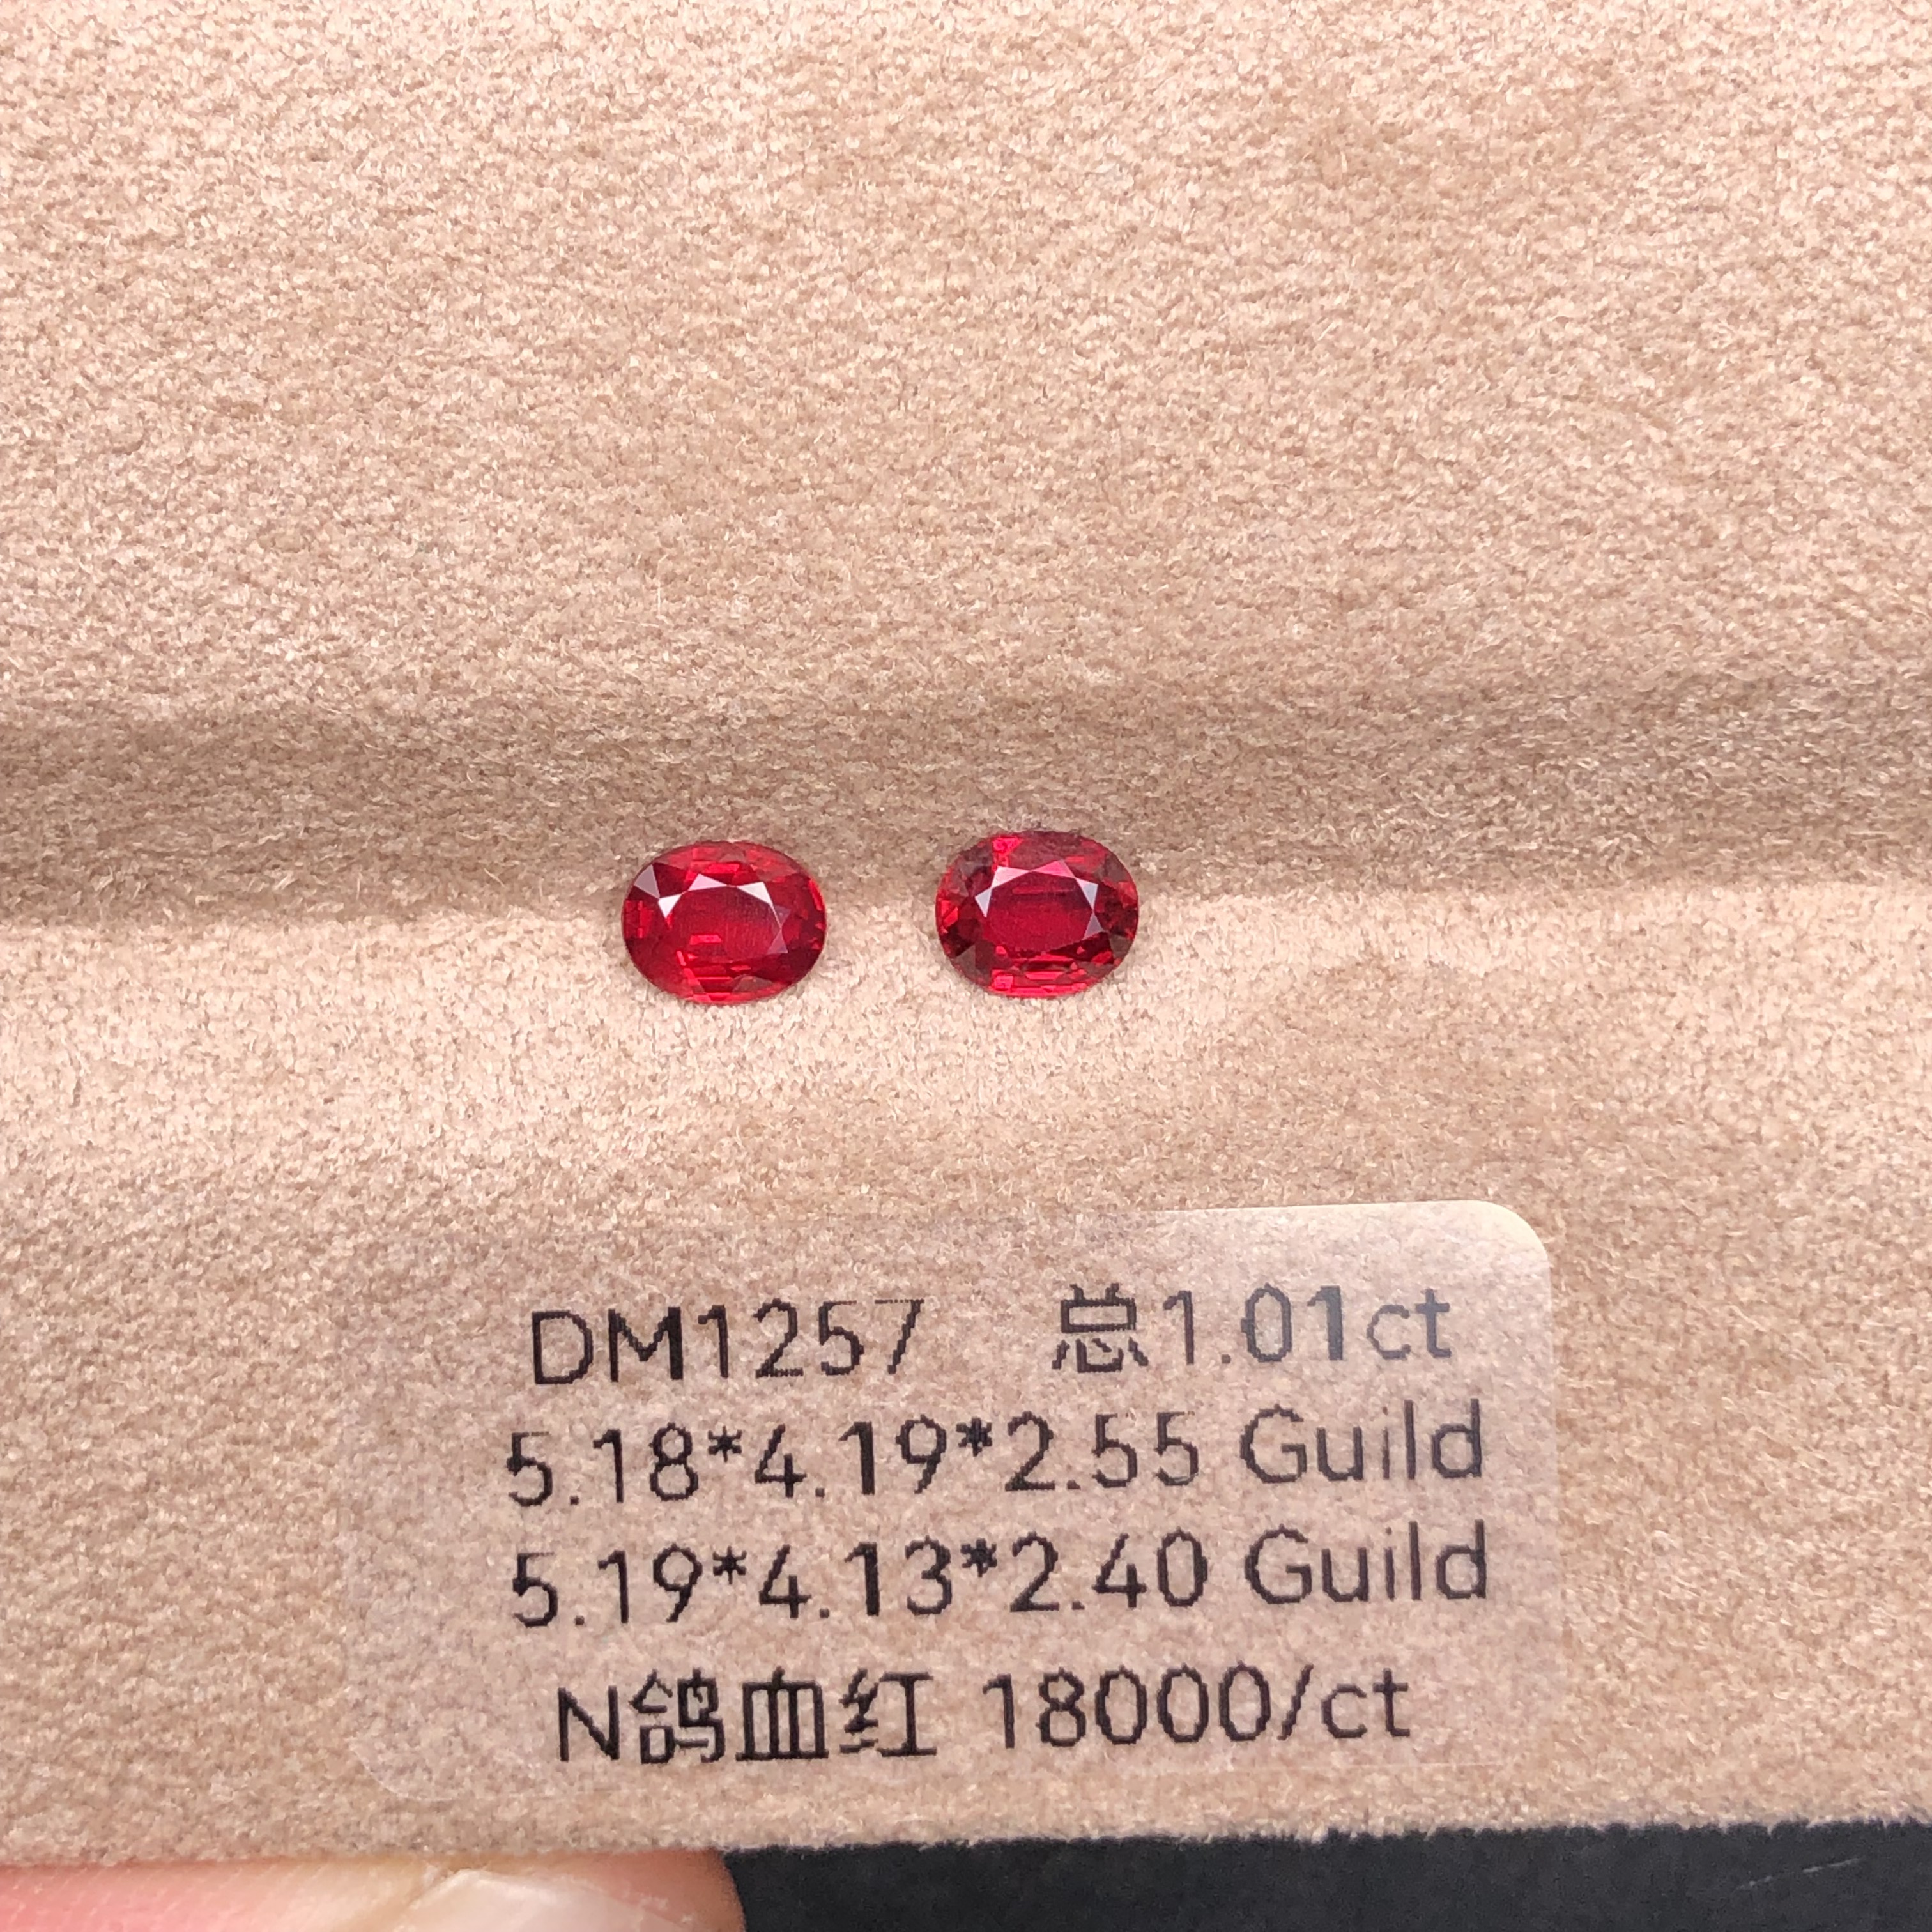 DM1257 总1.01ct
5.18*4.19*2.55 Guild
5.19*4.13*2.40 Guild
N鸽血红 18000/ct